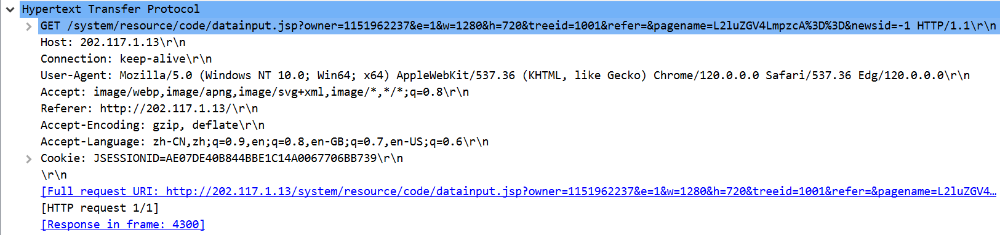 Hypertext Transfer Protocol
GET /system/resource/code/datainput.jsp?owner=1151962237&e=1&w=1280&h=720&treeid=1001&refer=&pagename=L2luZGV4LmpzcA%3D%3D&newsid=-1 HTTP/1.1\r\n
Host: 202.117.1.13\r\n
Connection: keep-alive\r\n
User-Agent: Mozilla/5.0 (Windows NT 10.0; Win64; x64) AppleWebKit/537.36 (KHTML, like Gecko) Chrome/120.0.0.0 Safari/537.36 Edg/120.0.0.0\r\n
Accept: image/webp,image/apng,image/svg+xml,image/*,*/*;q=0.8\r\n
Referer: http://202.117.1.13/\r\n
Accept-Encoding: gzip, deflate\r\n
Accept-Language: zh-CN,zh;q=0.9,en;q=0.8,en-GB;q=0.7,en-US;q=0.6\r\n
Cookie: JSESSIONID=AE07DE40B844BBE1C14A0067706BB739\r\n
\r\n
[Full request URI: http://202.117.1.13/system/resource/code/datainput.jsp?owner=1151962237&e=1&w=1280&h=720&treeid=1001&refer=&pagename=L2luZGV4…
[HTTP request 1/1]
[Response in frame: 4300]